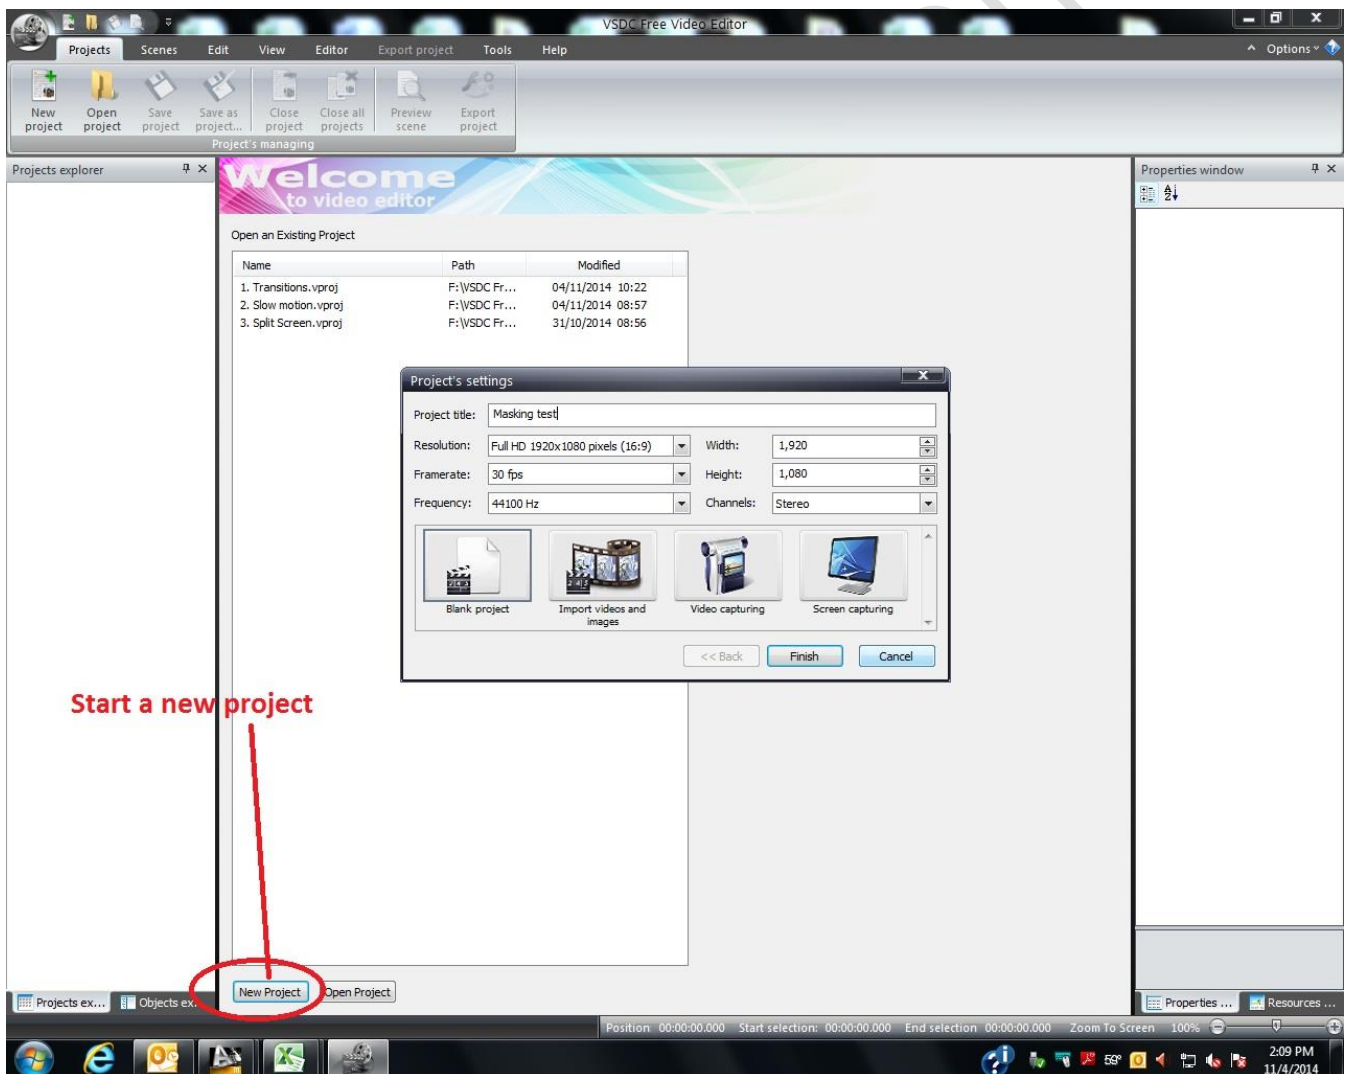 VSDC Free Video Editor
Projects Scenes Edit View Editor Export project Tools Help Options
New project Open project Save project Save as project... Close project Close all projects Preview scene Export project
Project's managing
Projects explorer
Welcome
to video editor
Properties window
Open an Existing Project
Name Path Modified
1. Transitions.vproj F:\VSDC Fr... 04/11/2014 10:22
2. Slow motion.vproj F:\VSDC Fr... 04/11/2014 08:57
3. Split Screen.vproj F:\VSDC Fr... 31/10/2014 08:56
Project's settings
Project title: Masking test
Resolution: Full HD 1920x1080 pixels (16:9) Width: 1,920
Framerate: 30 fps Height: 1,080
Frequency: 44100 Hz Channels: Stereo
Blank project Import videos and images Video capturing Screen capturing
<< Back Finish Cancel
Start a new project
New Project Open Project
Projects ex... Objects ex... Properties ... Resources ...
Position: 00:00:00.000 Start selection: 00:00:00.000 End selection: 00:00:00.000 Zoom To Screen 100%
59° 2:09 PM
11/4/2014